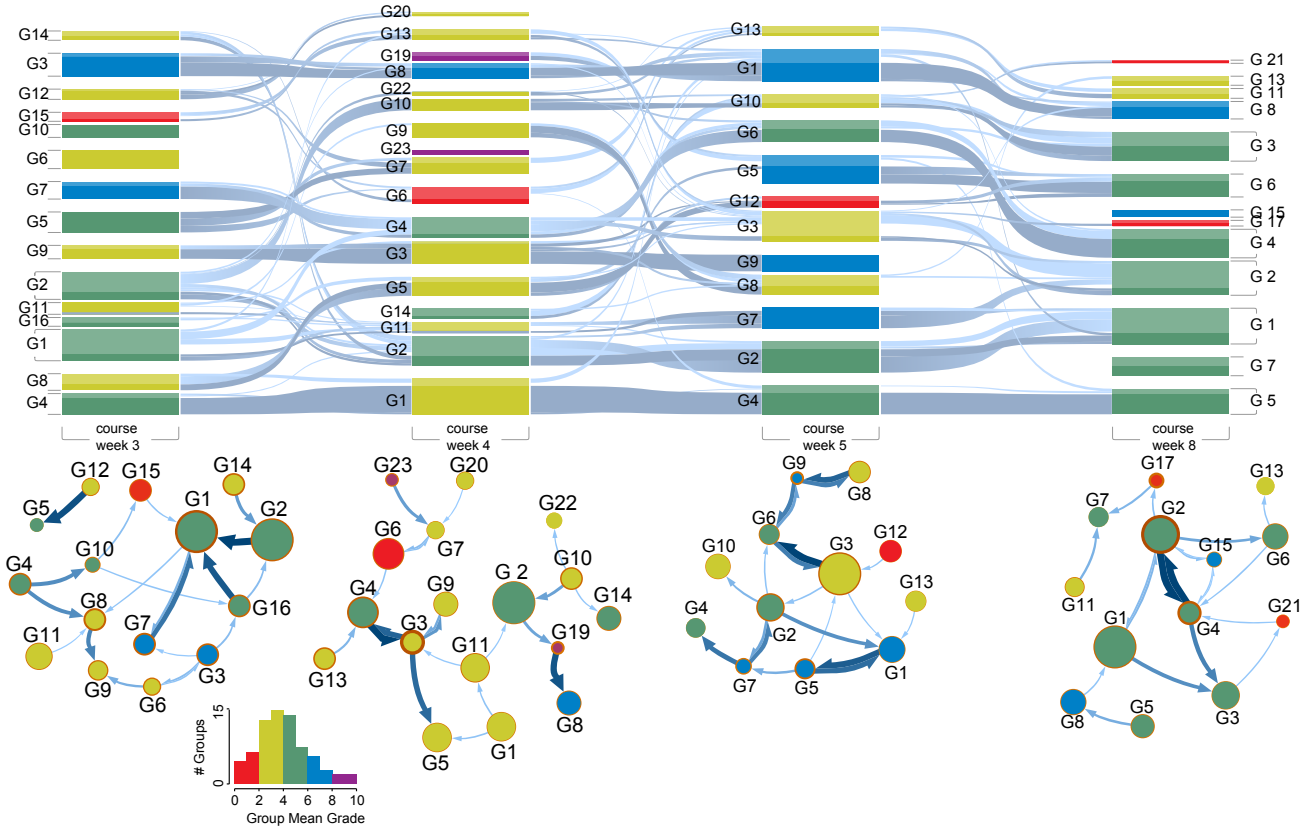 G14
G3
G12
G15
G10
G6
G7
G5
G9
G2
G11
G16
G1
G8
G4
course
week 3
G20
G13
G19
G8
G22
G10
G9
G23
G7
G6
G4
G3
G5
G14
G11
G2
G1
course
week 4
G13
G1
G10
G6
G5
G12
G3
G9
G8
G7
G2
G4
course
week 5
G 21
G 13
G 11
G 8
G 3
G 6
G 15
G 17
G 4
G 2
G 1
G 7
G 5
course
week 8
G12
G15
G14
G5
G1
G2
G10
G4
G8
G16
G7
G11
G3
G9
G6
G23
G20
G22
G6
G7
G10
G4
G9
G 2
G14
G3
G11
G19
G13
G8
G5
G1
G9
G8
G6
G3
G12
G10
G13
G4
G2
G7
G5
G1
G17
G13
G7
G2
G15
G6
G11
G1
G4
G21
G8
G5
G3
15
# Groups
0
0 2 4 6 8 10
Group Mean Grade